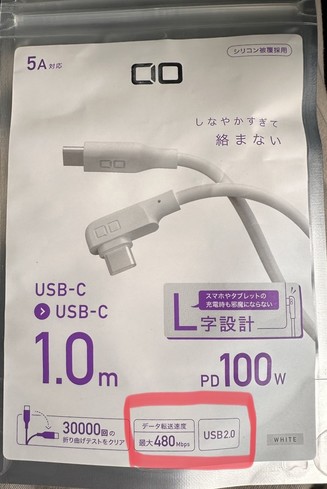 5A対応
シリコン被覆採用
CIO
しなやかすぎて
絡まない
USB-C
USB-C
スマホやタブレットの
充電時も邪魔にならない
L字設計
1.0m
PD100W
30000回の
折り曲げテストをクリア
データ転送速度
最大480Mbps
USB2.0
WHITE